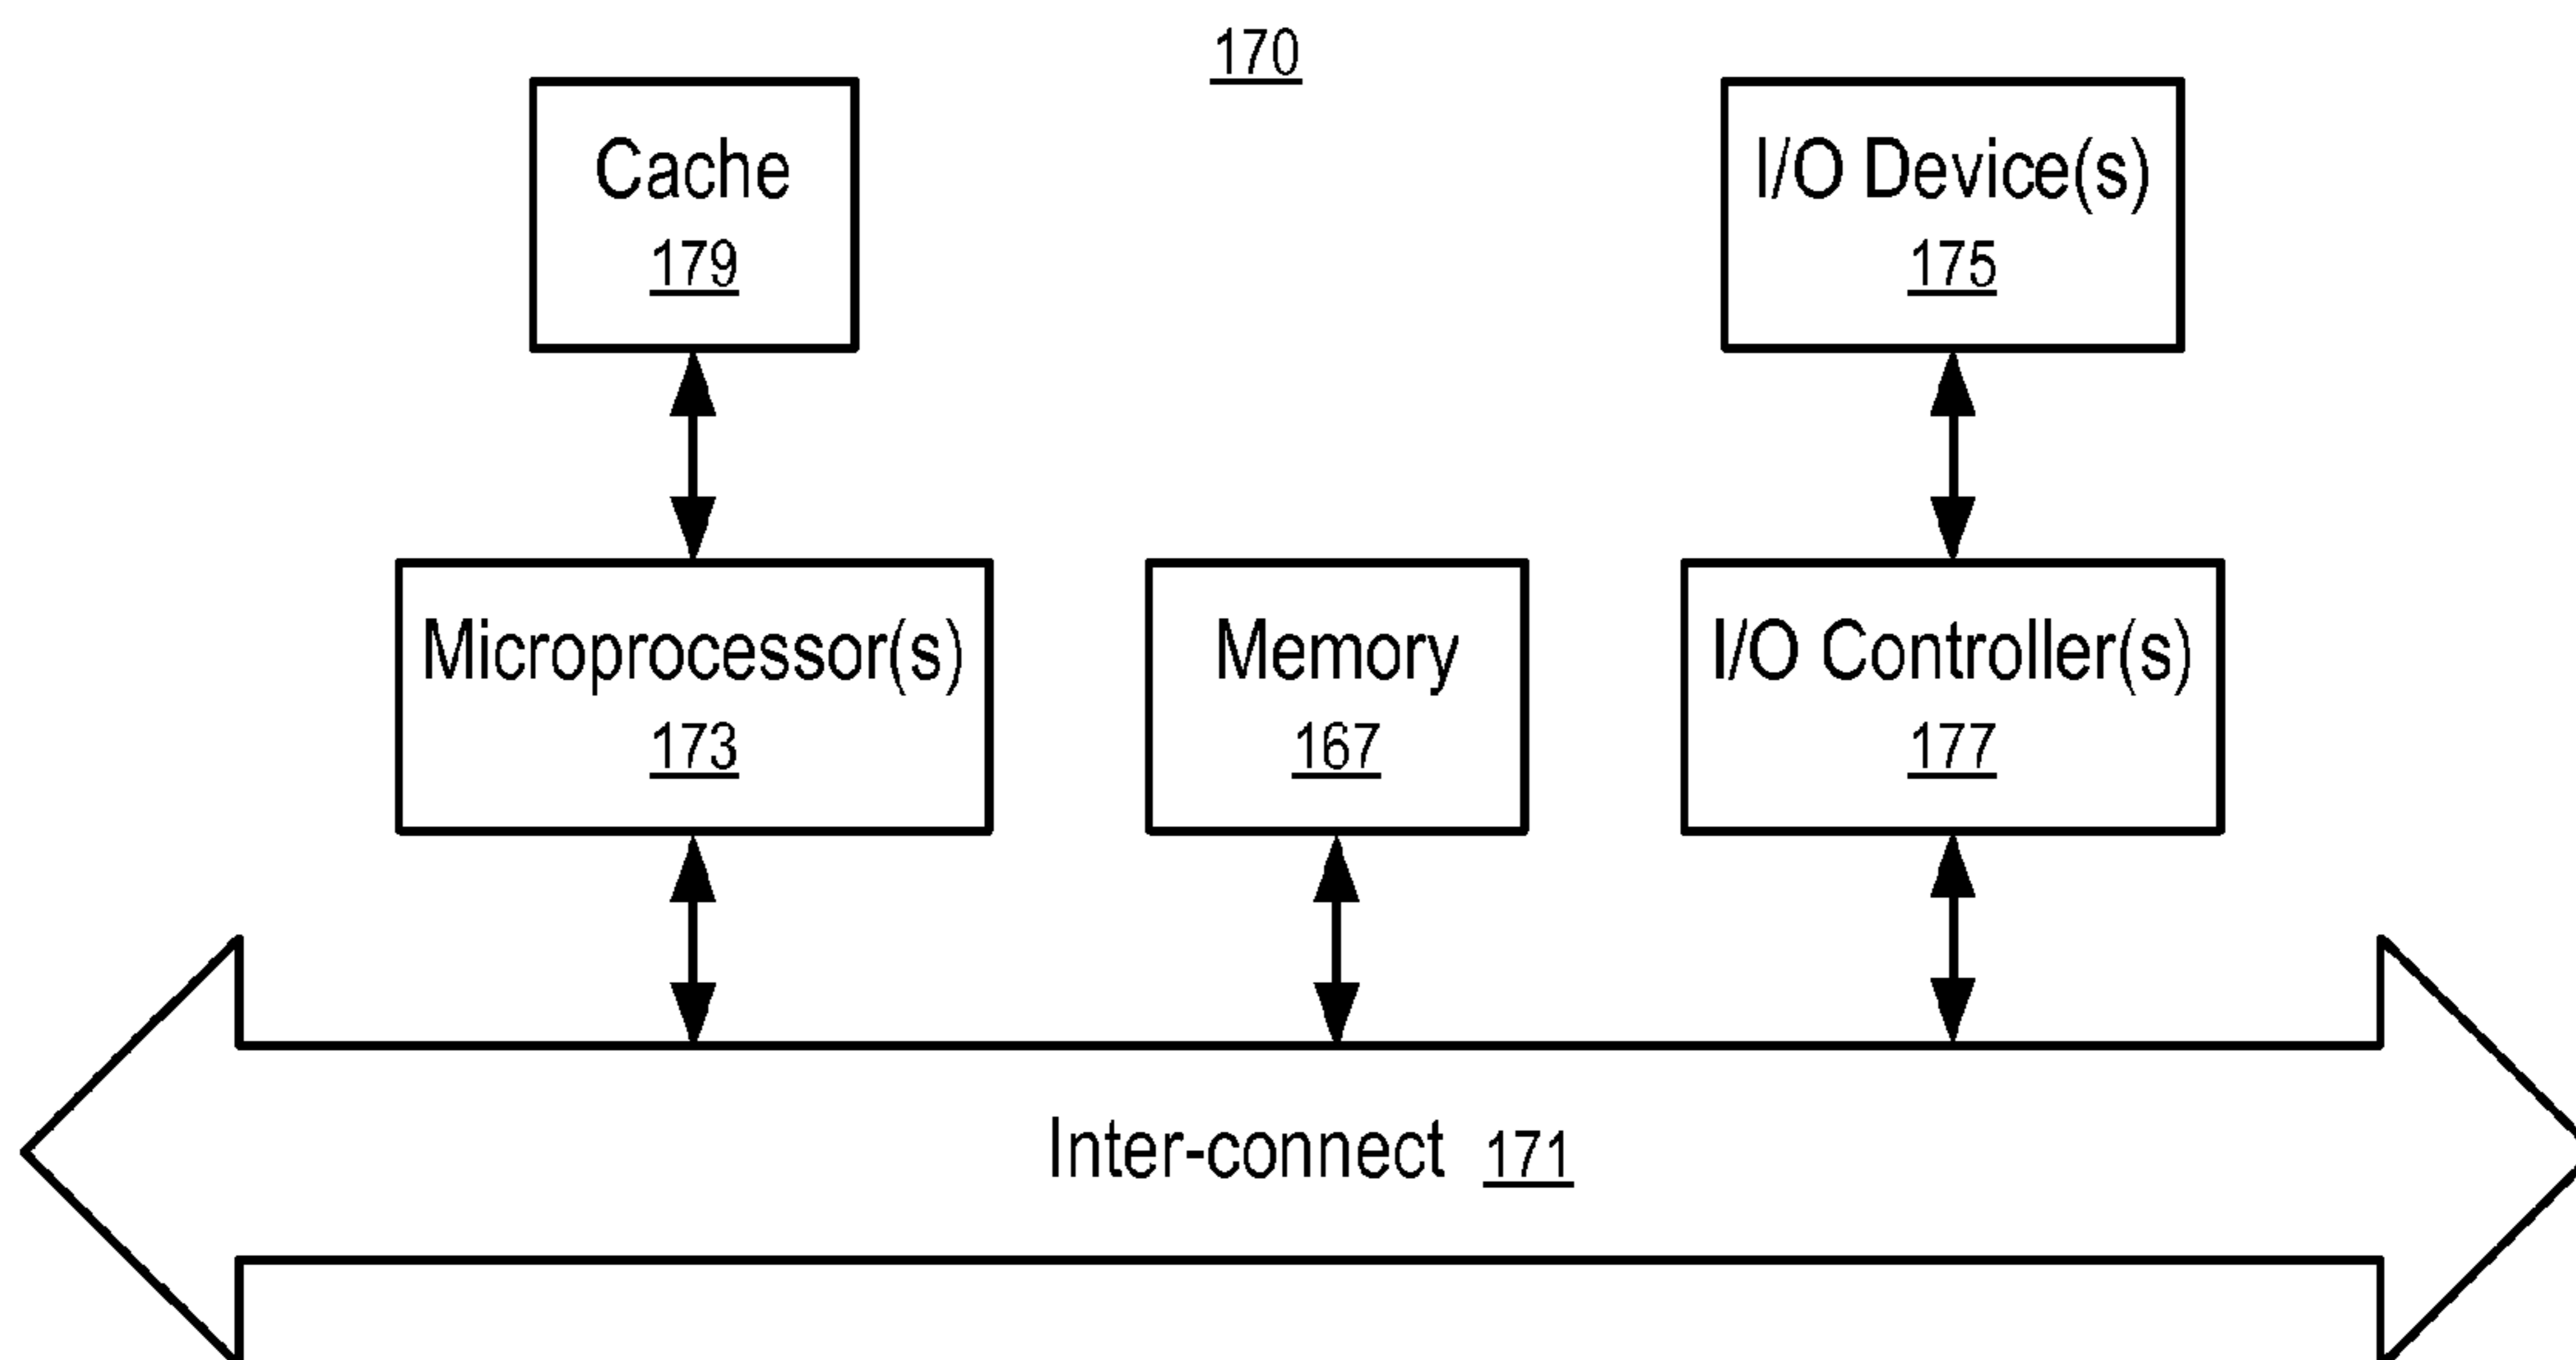 170
Cache
179
I/O Device(s)
175
Microprocessor(s)
173
Memory
167
I/O Controller(s)
177
Inter-connect 171